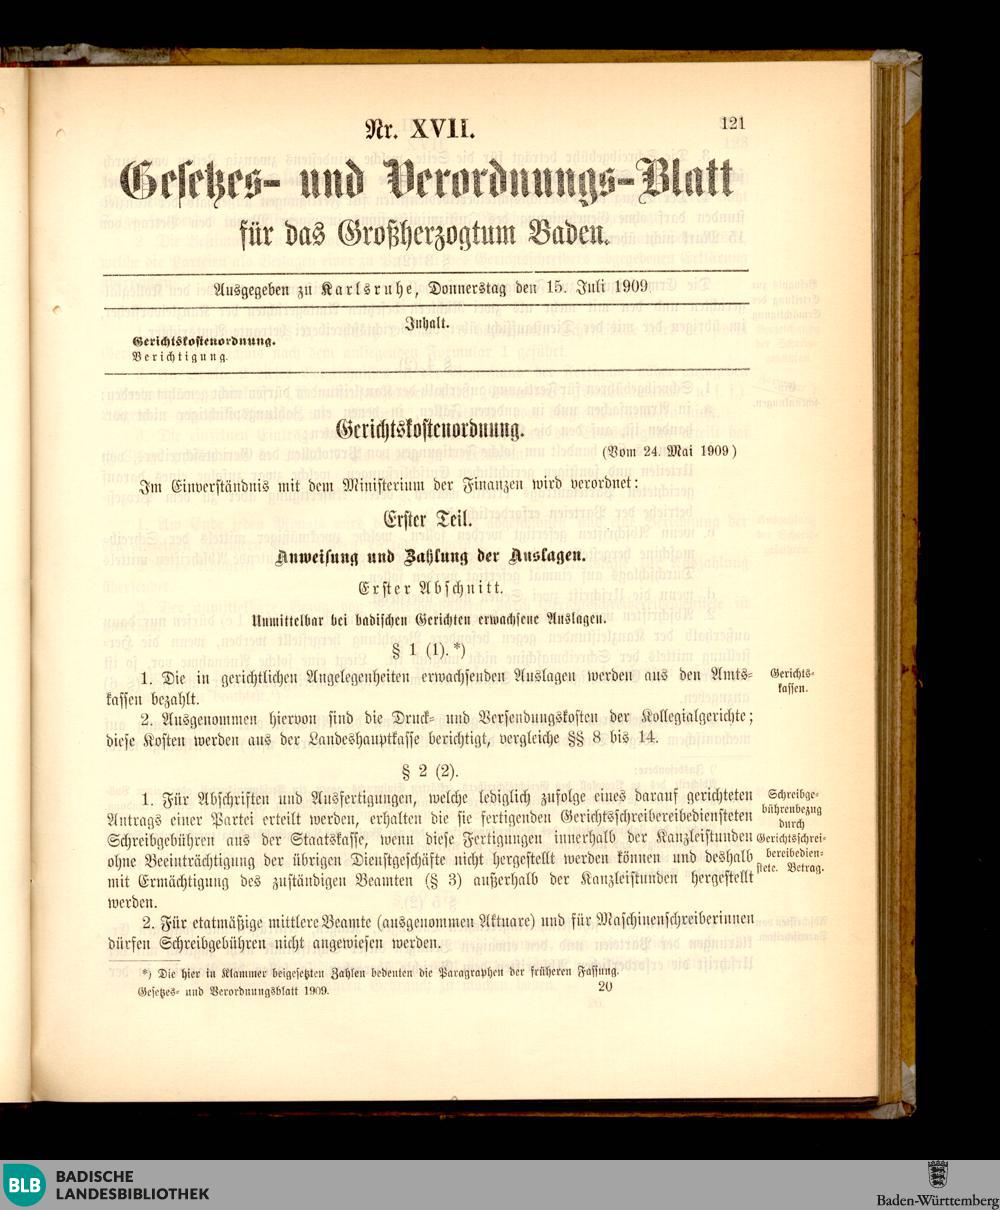 Nr. XVII.
121
Gesetzes- und Verordnungs-Blatt
für das Großherzogtum Baden.
Ausgegeben zu Karlsruhe, Donnerstag den 15. Juli 1909
Inhalt.
Gerichtskostenordnung.
Berichtigung.
Gerichtskostenordnung.
(Vom 24. Mai 1909)
Im Einverständnis mit dem Ministerium der Finanzen wird verordnet:
Erster Teil.
Anweisung und Zahlung der Auslagen.
Erster Abschnitt.
Unmittelbar bei badischen Gerichten erwachsene Auslagen.
§ 1 (1). *)
1. Die in gerichtlichen Angelegenheiten erwachsenden Auslagen werden aus den Amts-
kassen bezahlt.
Gerichts-
kassen.
2. Ausgenommen hiervon sind die Druck- und Versendungskosten der Kollegialgerichte;
diese Kosten werden aus der Landeshauptkasse berichtigt, vergleiche §§ 8 bis 14.
§ 2 (2).
1. Für Abschriften und Ausfertigungen, welche lediglich zufolge eines darauf gerichteten
Antrags einer Partei erteilt werden, erhalten die sie fertigenden Gerichtsschreibereibediensteten
Schreibgebühren aus der Staatskasse, wenn diese Fertigungen innerhalb der Kanzleistunden
ohne Beeinträchtigung der übrigen Dienstgeschäfte nicht hergestellt werden können und deshalb
mit Ermächtigung des zuständigen Beamten (§ 3) außerhalb der Kanzleistunden hergestellt
werden.
Schreibge-
bührenbezug
durch
Gerichtsschrei-
bereibedien-
stete. Betrag.
2. Für etatmäßige mittlere Beamte (ausgenommen Aktuare) und für Maschinenschreiberinnen
dürfen Schreibgebühren nicht angewiesen werden.
*) Die hier in Klammer beigesetzten Zahlen bedeuten die Paragraphen der früheren Fassung.
Gesetzes- und Verordnungsblatt 1909.
20
BLB
BADISCHE
LANDESBIBLIOTHEK
Baden-Württemberg